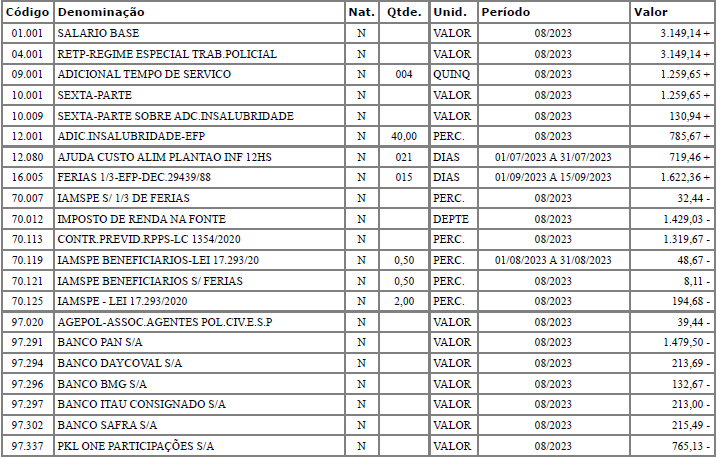 Código Denominação Nat. Qtde. Unid. Período Valor
01.001 SALARIO BASE N VALOR 08/2023 3.149,14 +
04.001 RETP-REGIME ESPECIAL TRAB.POLICIAL N VALOR 08/2023 3.149,14 +
09.001 ADICIONAL TEMPO DE SERVICO N 004 QUINQ 08/2023 1.259,65 +
10.001 SEXTA-PARTE N VALOR 08/2023 1.259,65 +
10.009 SEXTA-PARTE SOBRE ADC.INSALUBRIDADE N VALOR 08/2023 130,94 +
12.001 ADIC.INSALUBRIDADE-EFP N 40,00 PERC. 08/2023 785,67 +
12.080 AJUDA CUSTO ALIM PLANTAO INF 12HS N 021 DIAS 01/07/2023 A 31/07/2023 719,46 +
16.005 FERIAS 1/3-EFP-DEC.29439/88 N 015 DIAS 01/09/2023 A 15/09/2023 1.622,36 +
70.007 IAMSPE S/ 1/3 DE FERIAS N PERC. 08/2023 32,44 -
70.012 IMPOSTO DE RENDA NA FONTE N DEPTE 08/2023 1.429,03 -
70.113 CONTR.PREVID.RPPS-LC 1354/2020 N PERC. 08/2023 1.319,67 -
70.119 IAMSPE BENEFICIARIOS-LEI 17.293/20 N 0,50 PERC. 01/08/2023 A 31/08/2023 48,67 -
70.121 IAMSPE BENEFICIARIOS S/ FERIAS N 0,50 PERC. 08/2023 8,11 -
70.125 IAMSPE - LEI 17.293/2020 N 2,00 PERC. 08/2023 194,68 -
97.020 AGEPOL-ASSOC.AGENTES POL.CIV.E.S.P N VALOR 08/2023 39,44 -
97.291 BANCO PAN S/A N VALOR 08/2023 1.479,50 -
97.294 BANCO DAYCOVAL S/A N VALOR 08/2023 213,69 -
97.296 BANCO BMG S/A N VALOR 08/2023 132,67 -
97.297 BANCO ITAU CONSIGNADO S/A N VALOR 08/2023 213,00 -
97.302 BANCO SAFRA S/A N VALOR 08/2023 215,49 -
97.337 PKL ONE PARTICIPAÇÕES S/A N VALOR 08/2023 765,13 -